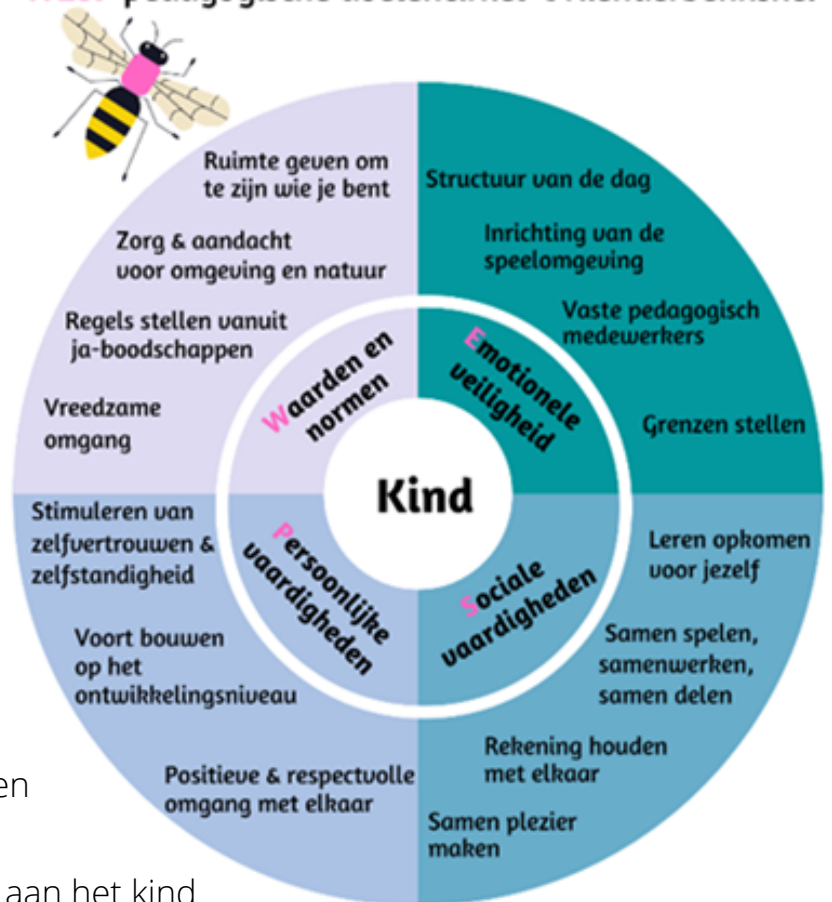 Ruimte geven om
te zijn wie je bent
Zorg & aandacht
voor omgeving en natuur
Regels stellen vanuit
ja-boodschappen
Vreedzame
omgang
Waarden en
normen
Structuur van de dag
Inrichting van de
speelomgeving
Vaste pedagogisch
medewerkers
Grenzen stellen
Emotionele
veiligheid
Kind
Stimuleren van
zelfvertrouwen &
zelfstandigheid
Voort bouwen
op het
ontwikkelingsniveau
Positieve & respectvolle
omgang met elkaar
Persoonlijke
vaardigheden
Sociale
vaardigheden
Leren opkomen
voor jezelf
Samen spelen,
samenwerken,
samen delen
Rekening houden
met elkaar
Samen plezier
maken
en
aan het kind